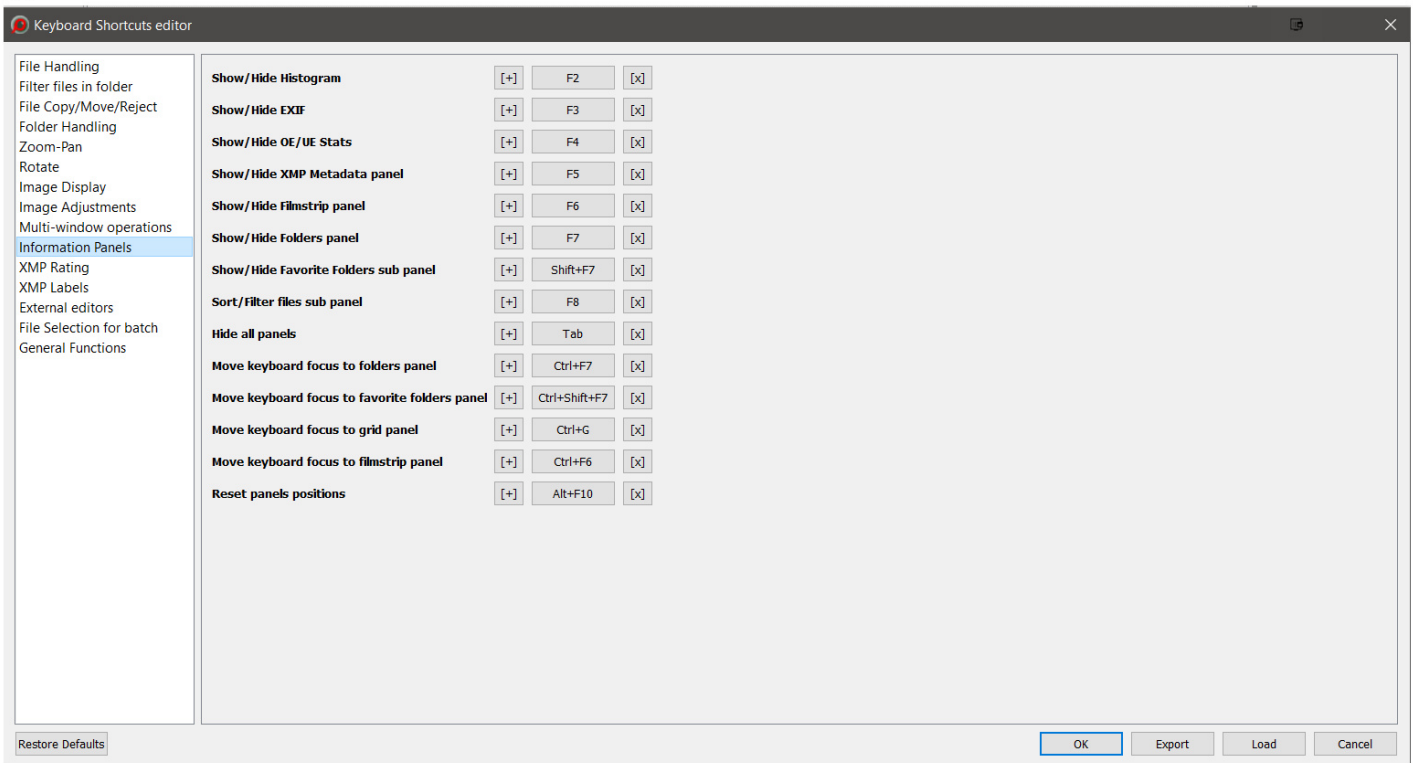 Keyboard Shortcuts editor
File Handling
Filter files in folder
File Copy/Move/Reject
Folder Handling
Zoom-Pan
Rotate
Image Display
Image Adjustments
Multi-window operations
Information Panels
XMP Rating
XMP Labels
External editors
File Selection for batch
General Functions
Show/Hide Histogram [+] F2 [x]
Show/Hide EXIF [+] F3 [x]
Show/Hide OE/UE Stats [+] F4 [x]
Show/Hide XMP Metadata panel [+] F5 [x]
Show/Hide Filmstrip panel [+] F6 [x]
Show/Hide Folders panel [+] F7 [x]
Show/Hide Favorite Folders sub panel [+] Shift+F7 [x]
Sort/Filter files sub panel [+] F8 [x]
Hide all panels [+] Tab [x]
Move keyboard focus to folders panel [+] Ctrl+F7 [x]
Move keyboard focus to favorite folders panel [+] Ctrl+Shift+F7 [x]
Move keyboard focus to grid panel [+] Ctrl+G [x]
Move keyboard focus to filmstrip panel [+] Ctrl+F6 [x]
Reset panels positions [+] Alt+F10 [x]
Restore Defaults OK Export Load Cancel